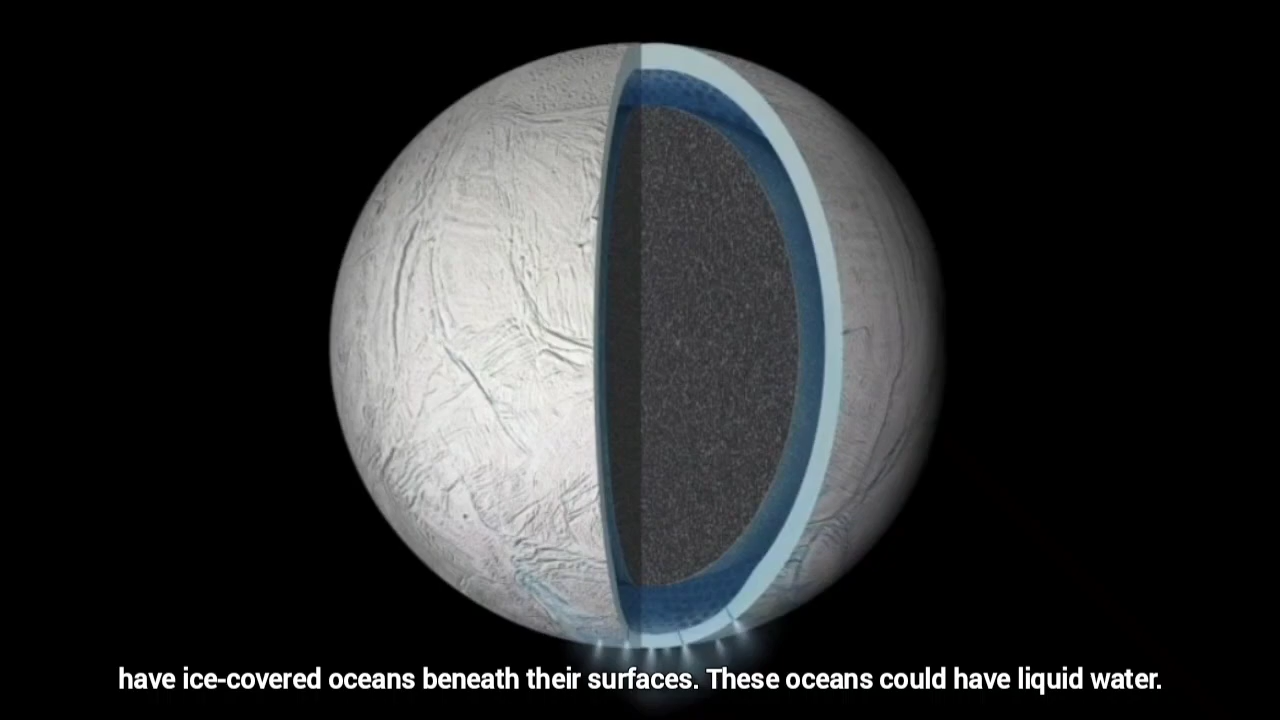 have ice-covered oceans beneath their surfaces. These oceans could have liquid water.